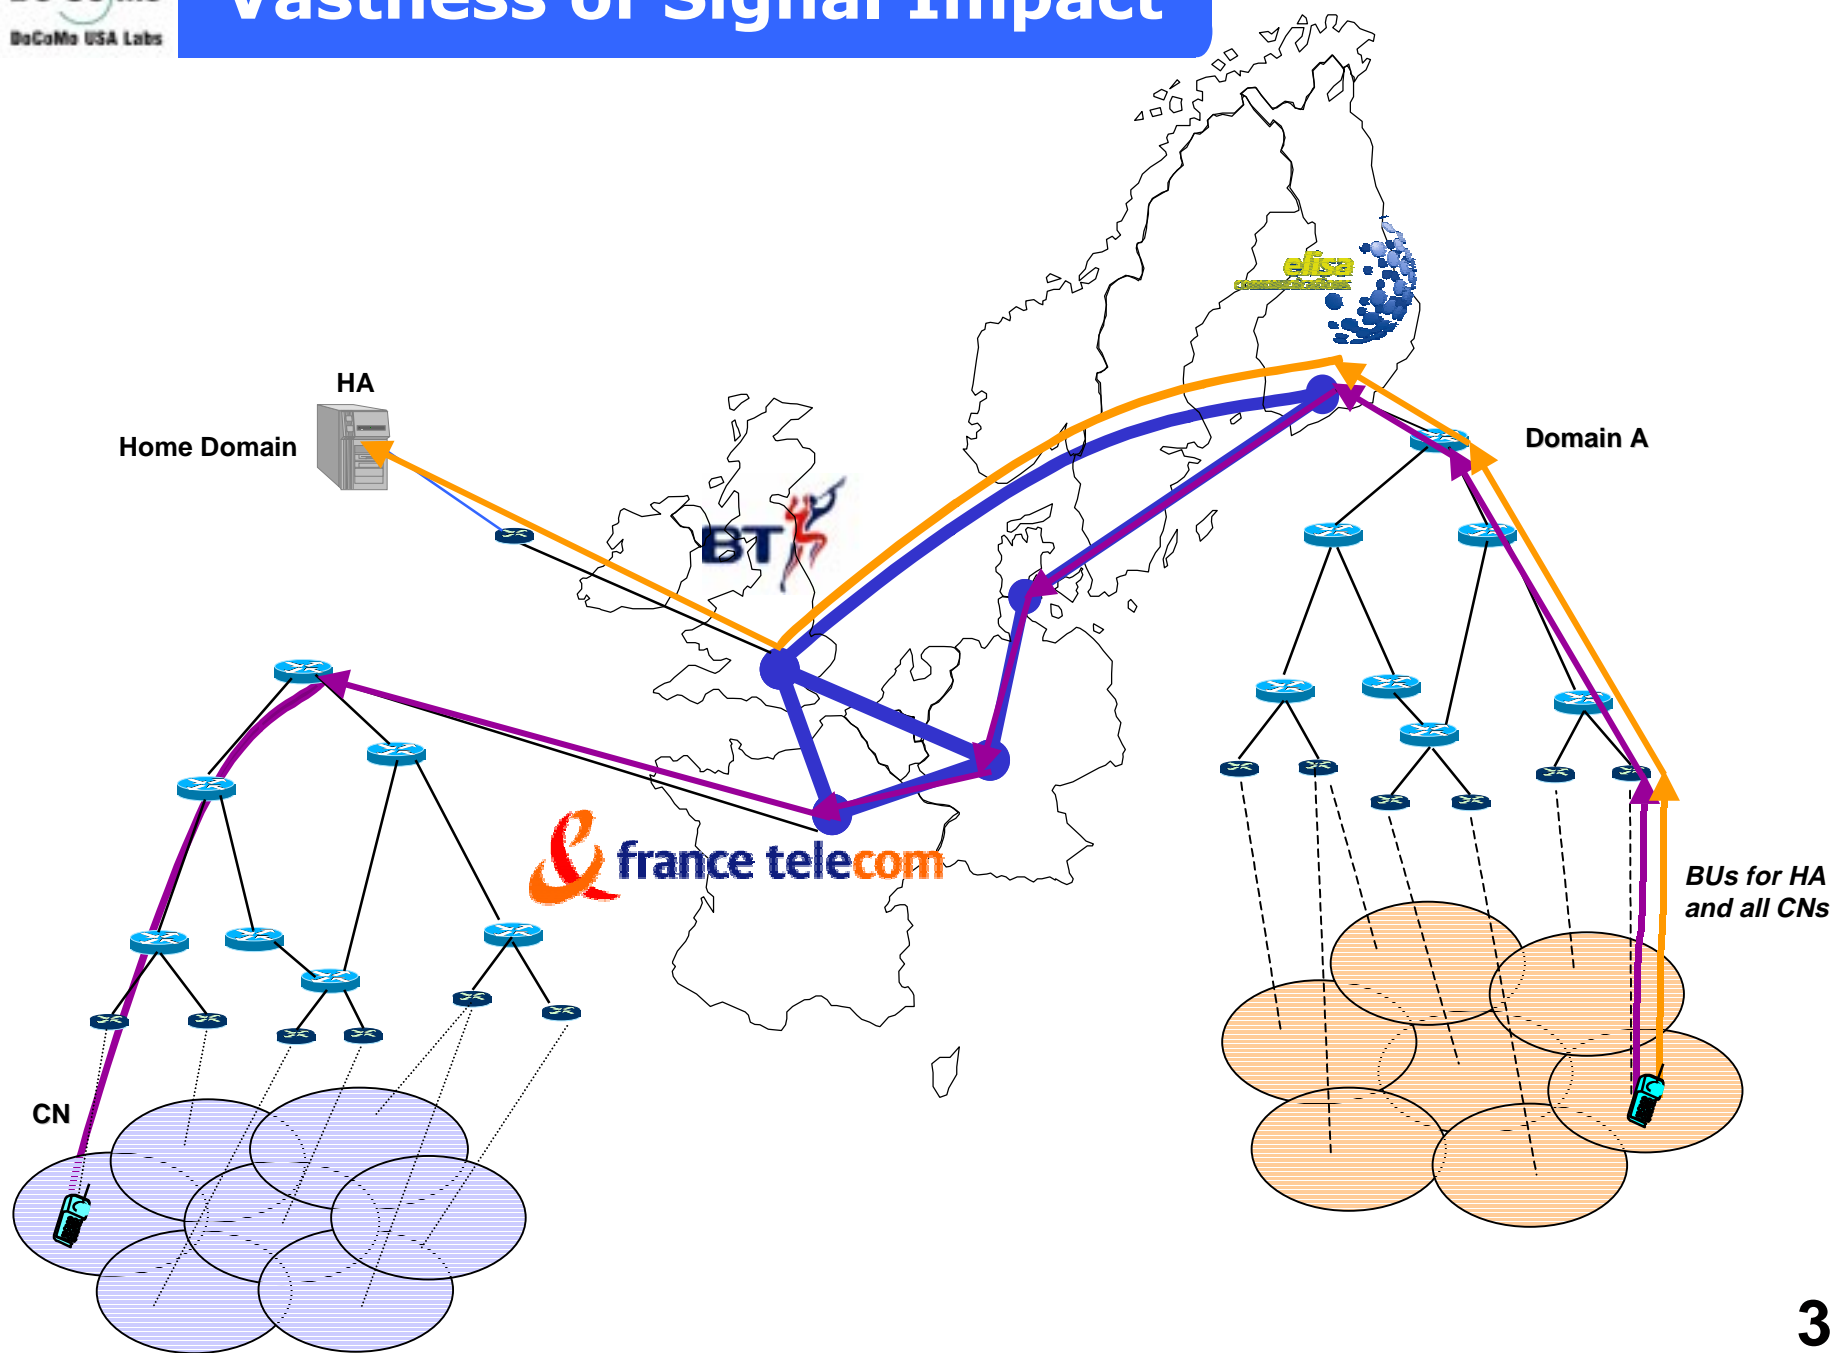 Vastness of Signal Impact
DoCoMo USA Labs
elisa
communications
HA
Home Domain
Domain A
BT
france telecom
BUs for HA
and all CNs
CN
3